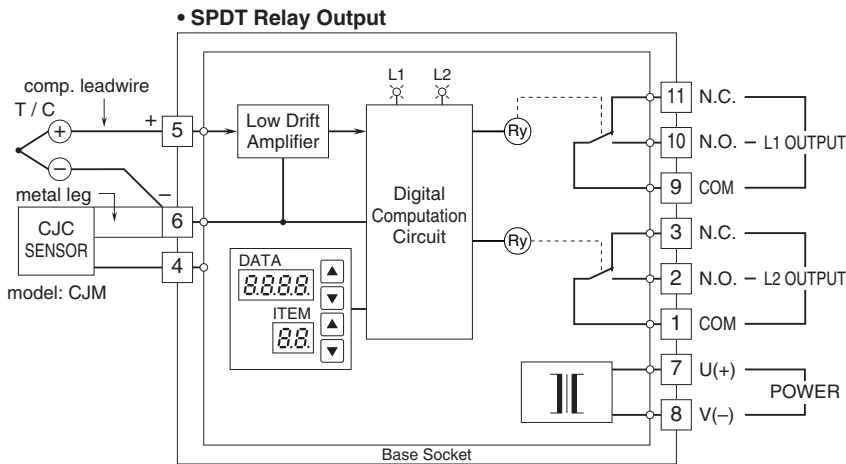 • SPDT Relay Output
comp. leadwire
T / C
+
+
5
−
−
metal leg
6
CJC
SENSOR
4
model: CJM
Low Drift
Amplifier
L1
L2
Digital
Computation
Circuit
DATA
8.8.8.8.
ITEM
8.8.
▲
▼
▲
▼
Ry
Ry
11 N.C.
10 N.O.
9 COM
L1 OUTPUT
3 N.C.
2 N.O.
1 COM
L2 OUTPUT
7 U(+)
8 V(−)
POWER
Base Socket